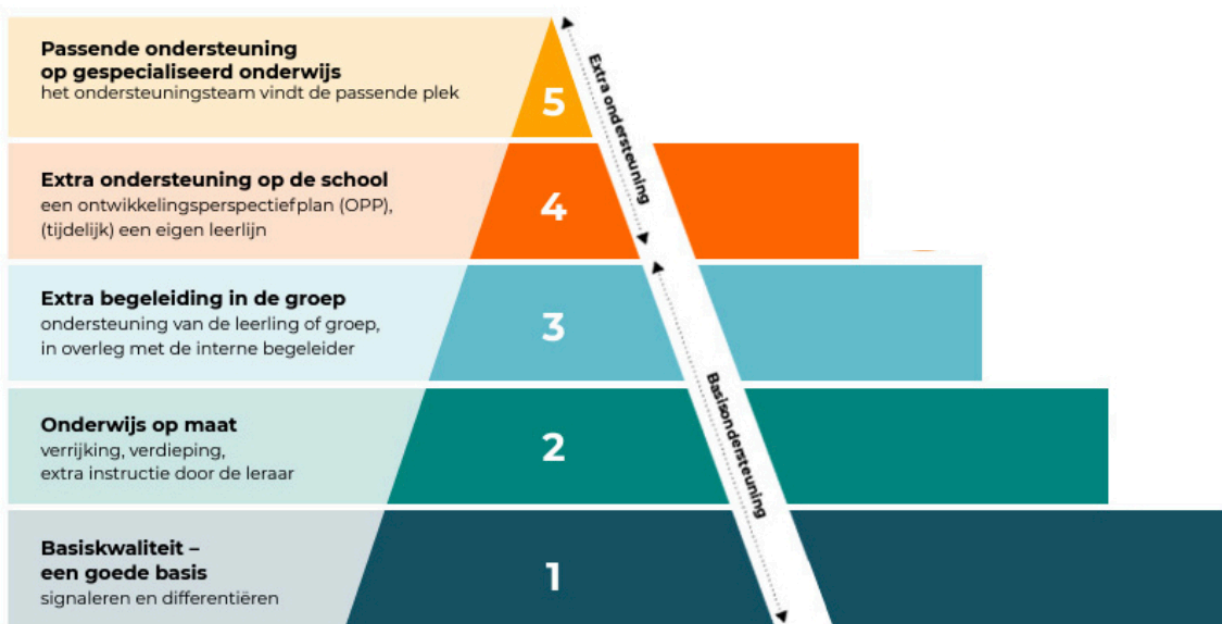 Passende ondersteuning
op gespecialiseerd onderwijs
het ondersteuningsteam vindt de passende plek
5
Extra ondersteuning
Extra ondersteuning op de school
een ontwikkelingsperspectiefplan (OPP),
(tijdelijk) een eigen leerlijn
4
Extra begeleiding in de groep
ondersteuning van de leerling of groep,
in overleg met de interne begeleider
3
Basisondersteuning
Onderwijs op maat
verrijking, verdieping,
extra instructie door de leraar
2
Basiskwaliteit –
een goede basis
signaleren en differentiëren
1